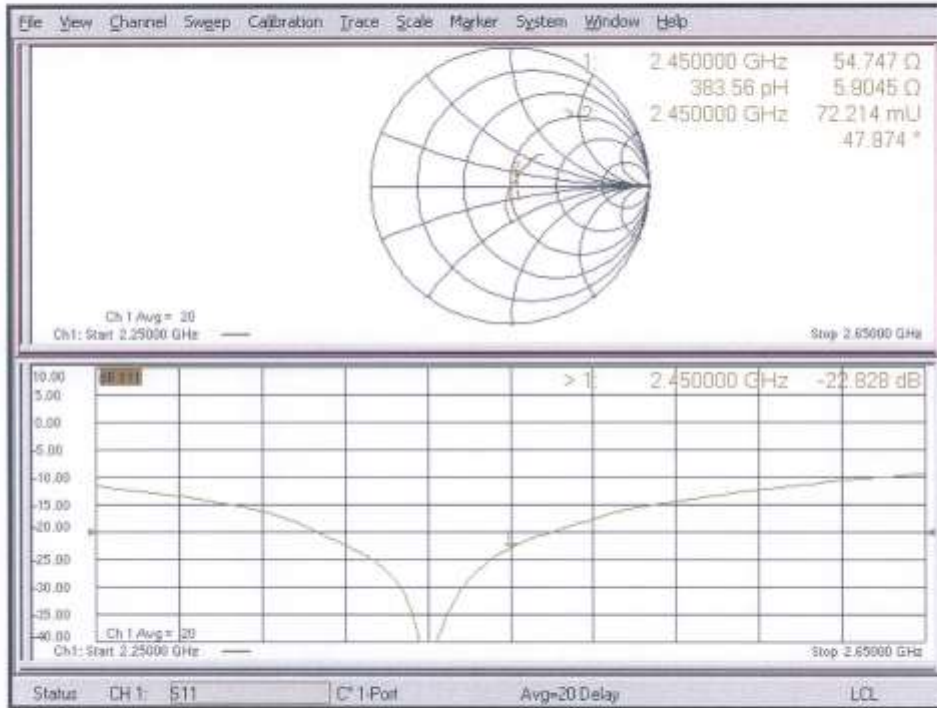 File View Channel Sweep Calibration Trace Scale Marker System Window Help
1: 2.450000 GHz 54.747 Ω
383.56 pH 5.9045 Ω
> 2: 2.450000 GHz 72.214 mU
47.974 °
Ch 1 Avg = 20
Ch1: Start 2.25000 GHz
Stop 2.65000 GHz
10.00
> 1: 2.450000 GHz -22.828 dB
5.00
0.00
-5.00
-10.00
-15.00
-20.00
-25.00
-30.00
-35.00
-40.00
Ch 1 Avg = 20
Ch1: Start 2.25000 GHz
Stop 2.65000 GHz
Status CH 1: S11 C* 1-Port Avg=20 Delay LCL